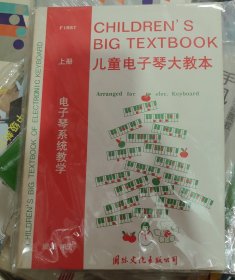 FIRST
上册
CHILDREN'S
BIG TEXTBOOK
儿童电子琴大教本
Arranged for elec Keyboard
CHILDREN'S BIG TEXTBOOK OF ELECTRONIC KEYBOARD
电子琴系统教学
国际文化出版公司